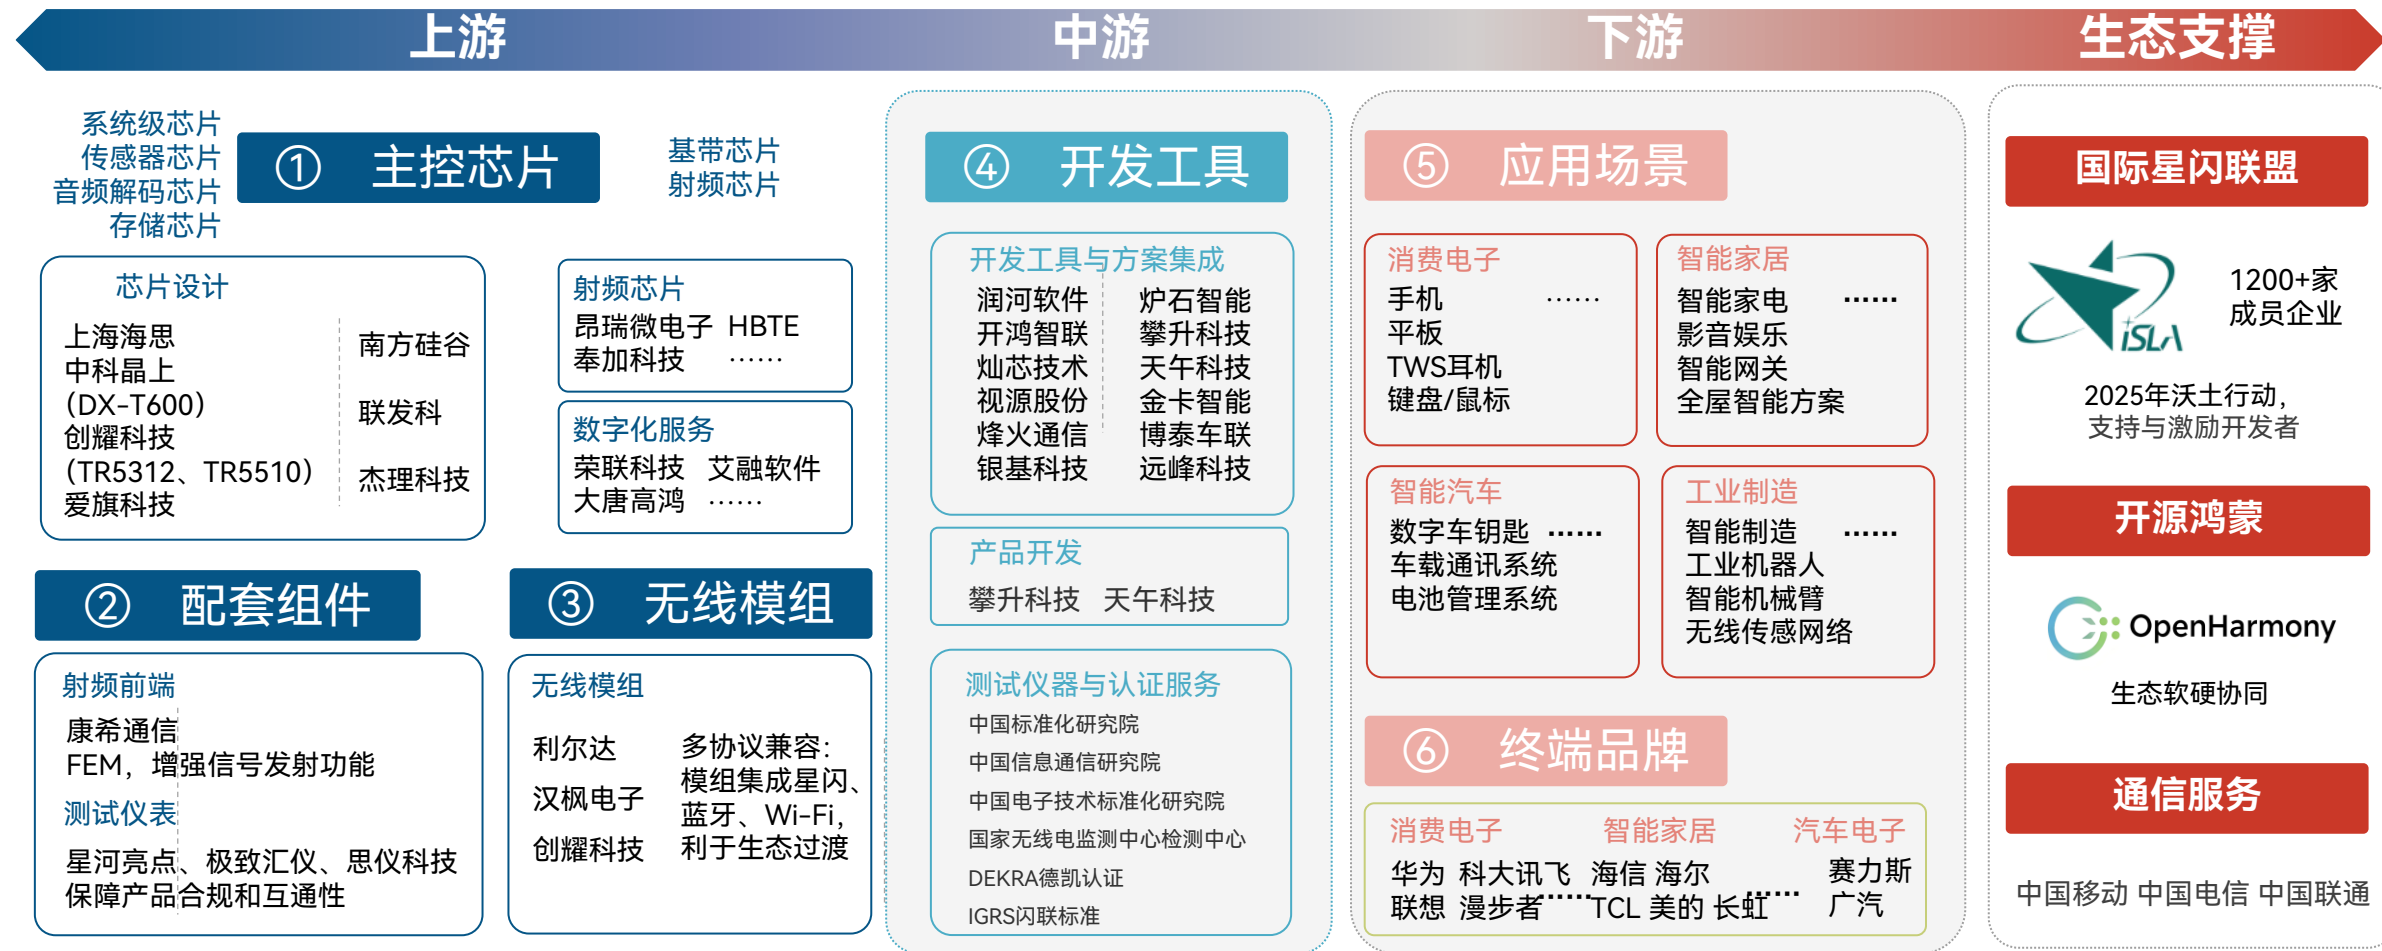 上游
中游
下游
生态支撑
系统级芯片
传感器芯片
音频解码芯片
存储芯片
① 主控芯片
基带芯片
射频芯片
芯片设计
上海海思
中科晶上
（DX-T600）
创耀科技
（TR5312、TR5510）
爱旗科技
南方硅谷
联发科
杰理科技
射频芯片
昂瑞微电子 HBTE
奉加科技 ……
数字化服务
荣联科技 艾融软件
大唐高鸿 ……
② 配套组件
射频前端
康希通信
FEM，增强信号发射功能
测试仪表
星河亮点、极致汇仪、思仪科技
保障产品合规和互通性
③ 无线模组
无线模组
利尔达
汉枫电子
创耀科技
多协议兼容：
模组集成星闪、
蓝牙、Wi-Fi，
利于生态过渡
④ 开发工具
开发工具与方案集成
润河软件 炉石智能
开鸿智联 攀升科技
灿芯技术 天午科技
视源股份 金卡智能
烽火通信 博泰车联
银基科技 远峰科技
产品开发
攀升科技 天午科技
测试仪器与认证服务
中国标准化研究院
中国信息通信研究院
中国电子技术标准化研究院
国家无线电监测中心检测中心
DEKRA德凯认证
IGRS闪联标准
⑤ 应用场景
消费电子
手机 ……
平板
TWS耳机
键盘/鼠标
智能家居
智能家电 ……
影音娱乐
智能网关
全屋智能方案
智能汽车
数字车钥匙 ……
车载通讯系统
电池管理系统
工业制造
智能制造 ……
工业机器人
智能机械臂
无线传感网络
⑥ 终端品牌
消费电子
华为 科大讯飞
联想 漫步者 ……
智能家居
海信 海尔
TCL 美的 长虹 ……
汽车电子
赛力斯
广汽
国际星闪联盟
iSLA
1200+家
成员企业
2025年沃土行动，
支持与激励开发者
开源鸿蒙
OpenHarmony
生态软硬协同
通信服务
中国移动 中国电信 中国联通